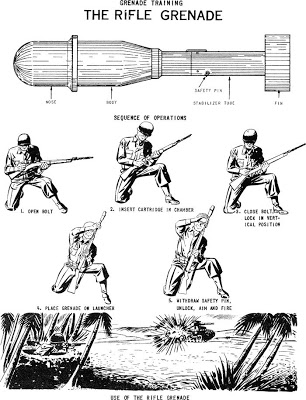 GRENADE TRAINING
THE RiFLE GRENADE
SAFETY PIN
NOSE
BODY
STABILIZER TUBE
FIN
SEQUENCE OF OPERATIONS
1. OPEN BOLT
2. INSERT CARTRIDGE IN CHAMBER
3. CLOSE BOLT,
LOCK IN VERT-
ICAL POSITION
4. PLACE GRENADE ON LAUNCHER
5. WITHDRAW SAFETY PIN,
UNLOCK, AIM AND FIRE
USE OF THE RIFLE GRENADE